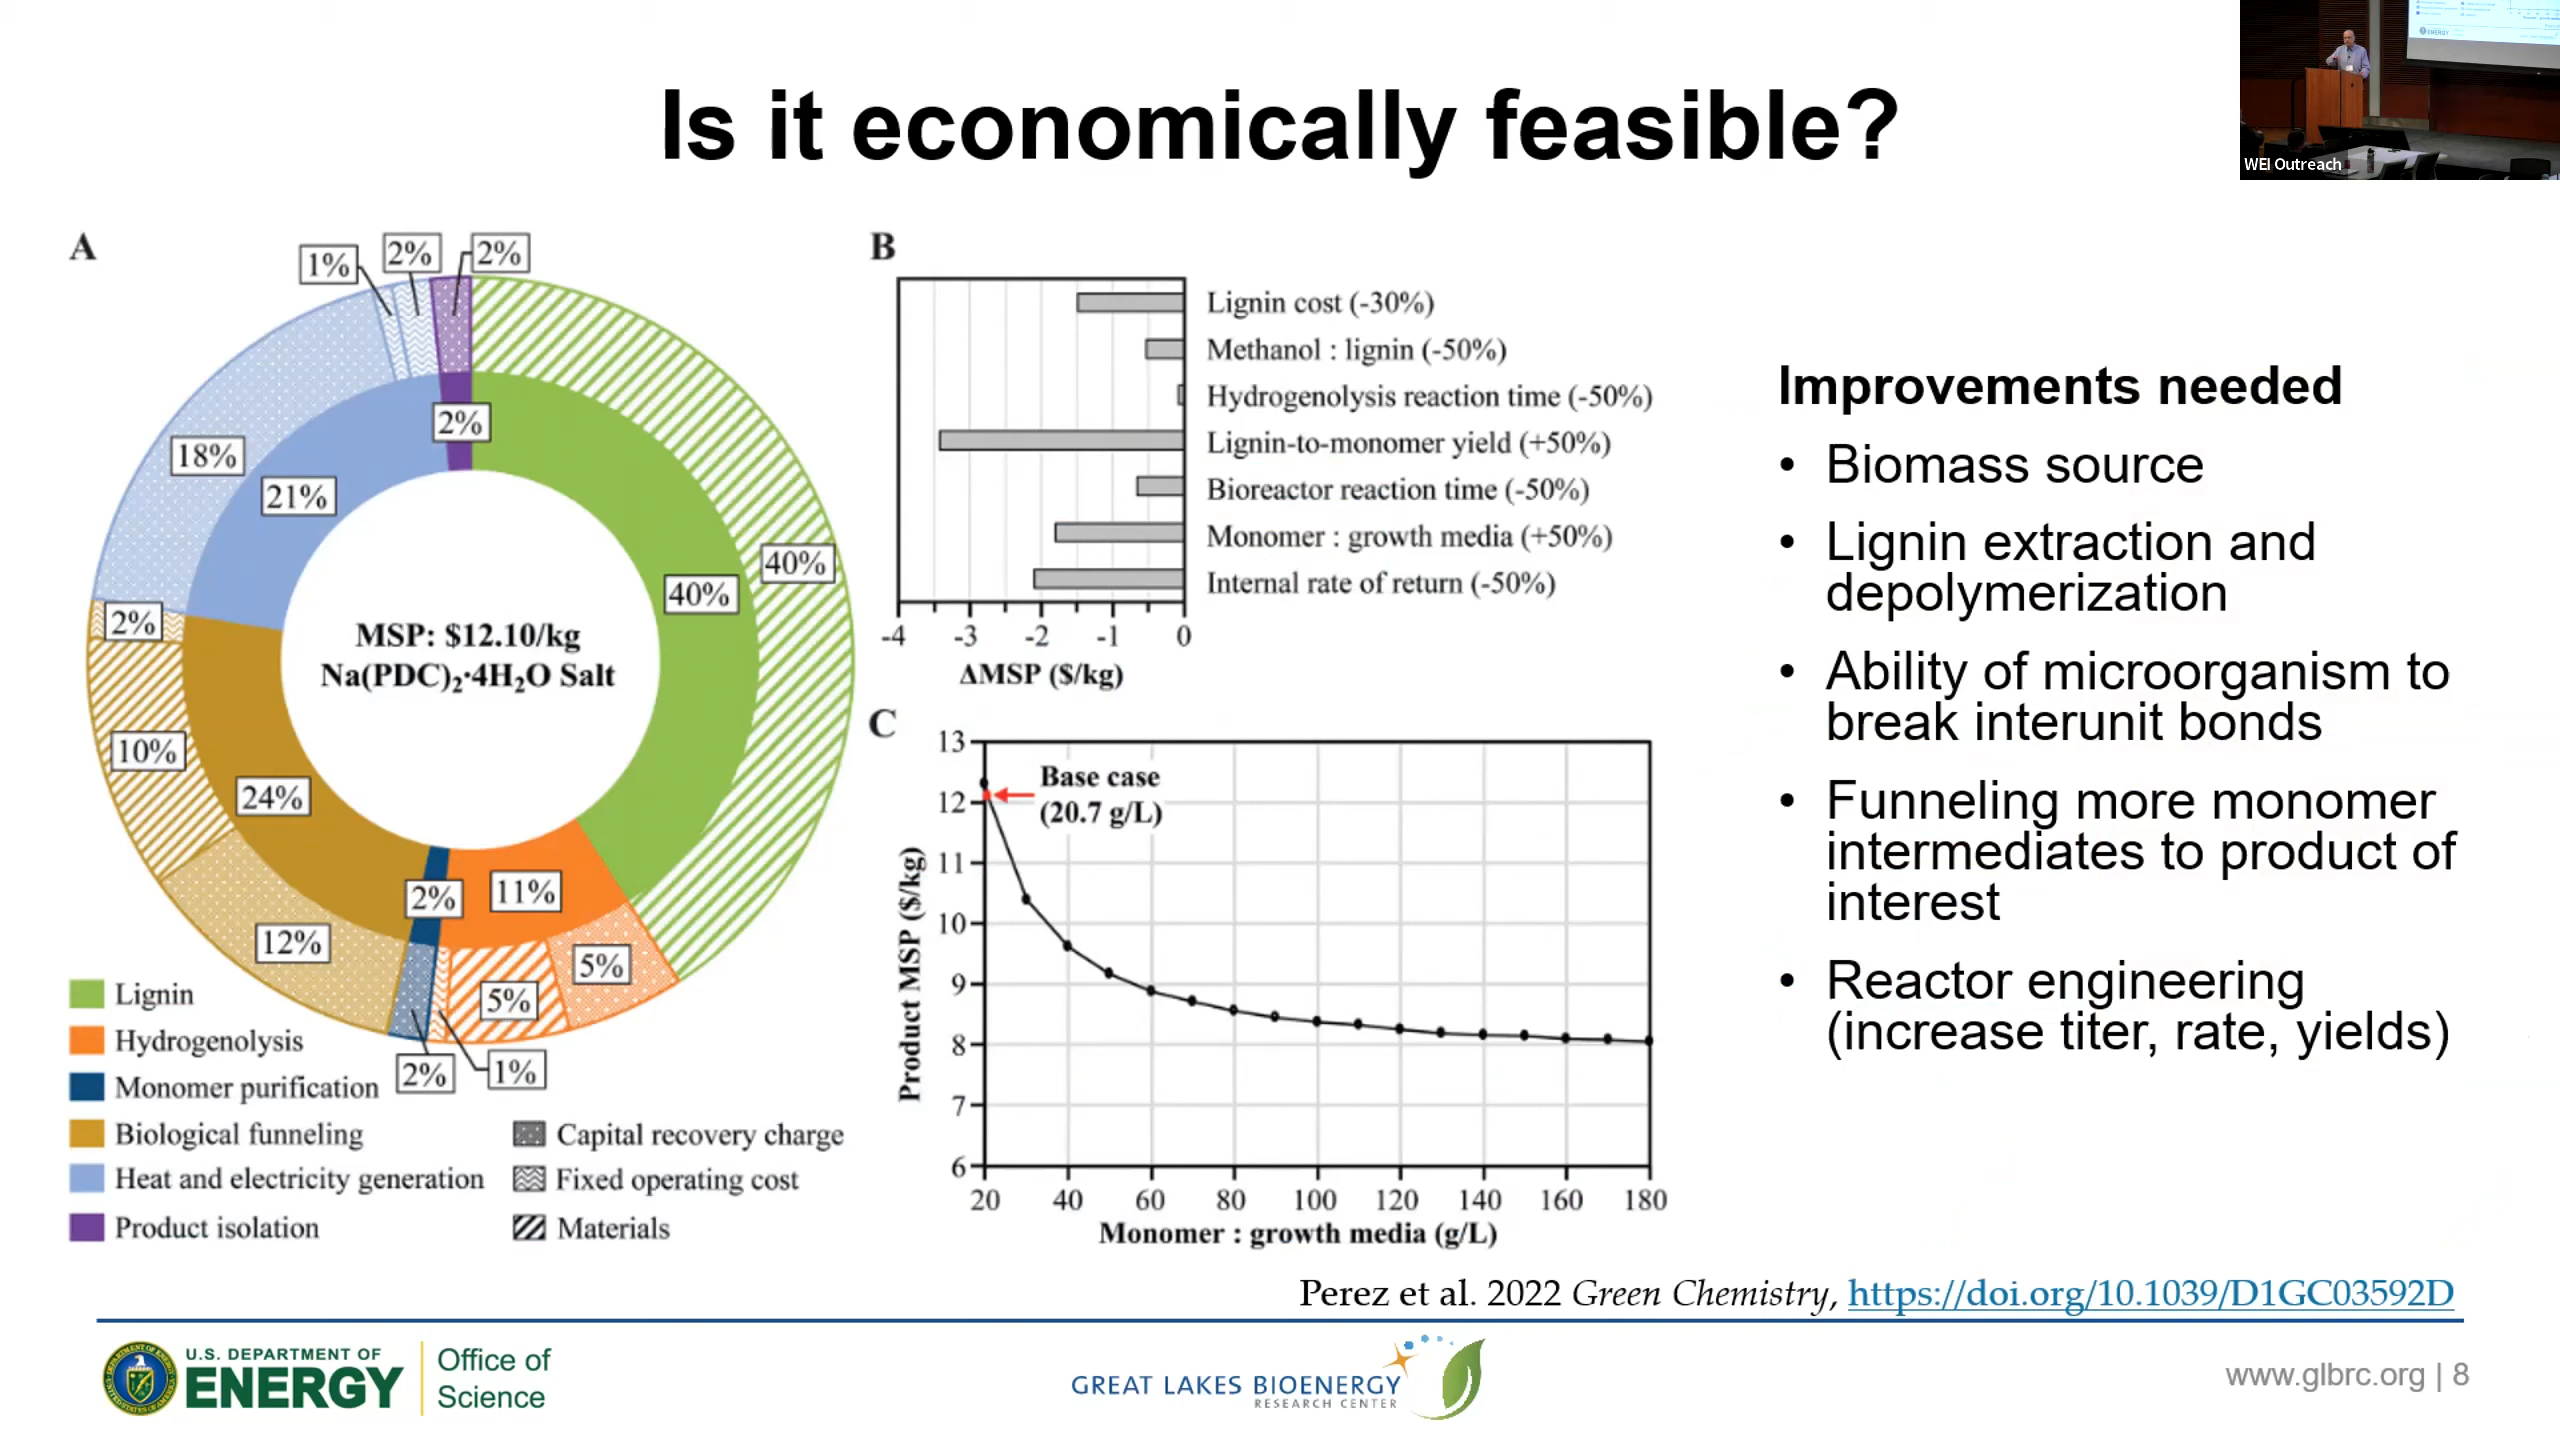 Is it economically feasible?
WEI Outreach
A
1%
2%
2%
2%
18%
21%
40%
40%
2%
10%
24%
12%
2%
11%
5%
5%
2%
1%
MSP: $12.10/kg
Na(PDC)₂·4H₂O Salt
Lignin
Hydrogenolysis
Monomer purification
Biological funneling
Heat and electricity generation
Product isolation
Capital recovery charge
Fixed operating cost
Materials
B
Lignin cost (-30%)
Methanol : lignin (-50%)
Hydrogenolysis reaction time (-50%)
Lignin-to-monomer yield (+50%)
Bioreactor reaction time (-50%)
Monomer : growth media (+50%)
Internal rate of return (-50%)
-4 -3 -2 -1 0
ΔMSP ($/kg)
C
Base case
(20.7 g/L)
Product MSP ($/kg)
13
12
11
10
9
8
7
6
20 40 60 80 100 120 140 160 180
Monomer : growth media (g/L)
Improvements needed
• Biomass source
• Lignin extraction and
depolymerization
• Ability of microorganism to
break interunit bonds
• Funneling more monomer
intermediates to product of
interest
• Reactor engineering
(increase titer, rate, yields)
Perez et al. 2022 Green Chemistry, https://doi.org/10.1039/D1GC03592D
U.S. DEPARTMENT OF
ENERGY
Office of
Science
GREAT LAKES BIOENERGY
RESEARCH CENTER
www.glbrc.org | 8